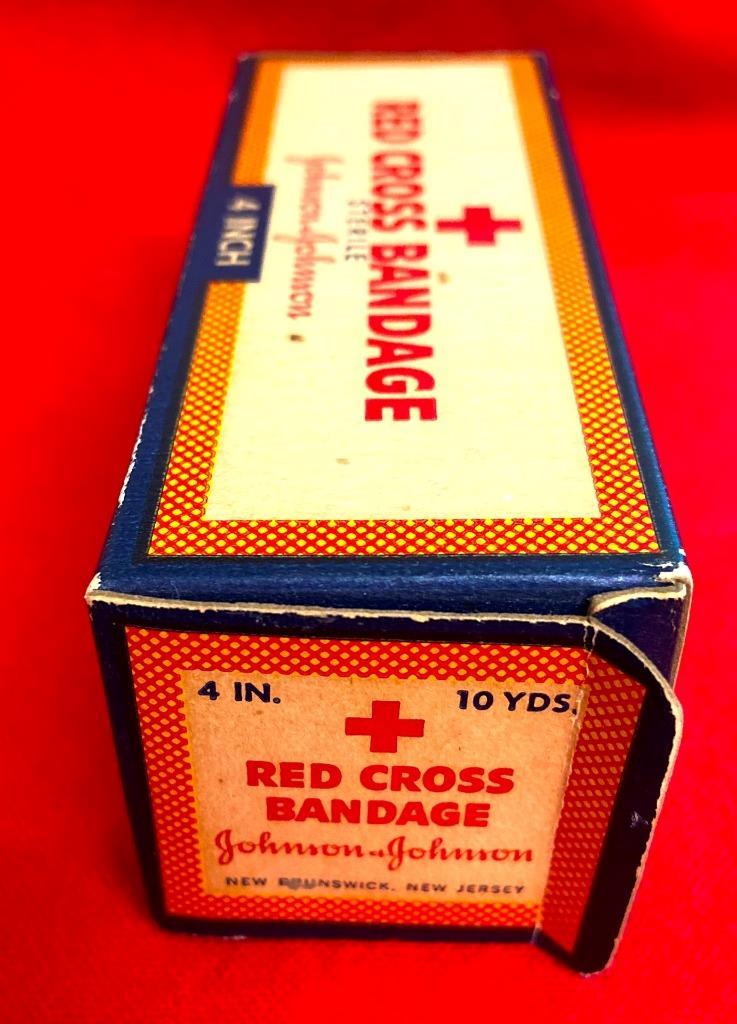 RED CROSS BANDAGE
STERILE
Johnson & Johnson
4 INCH
4 IN. 10 YDS.
RED CROSS
BANDAGE
Johnson & Johnson
NEW BRUNSWICK, NEW JERSEY